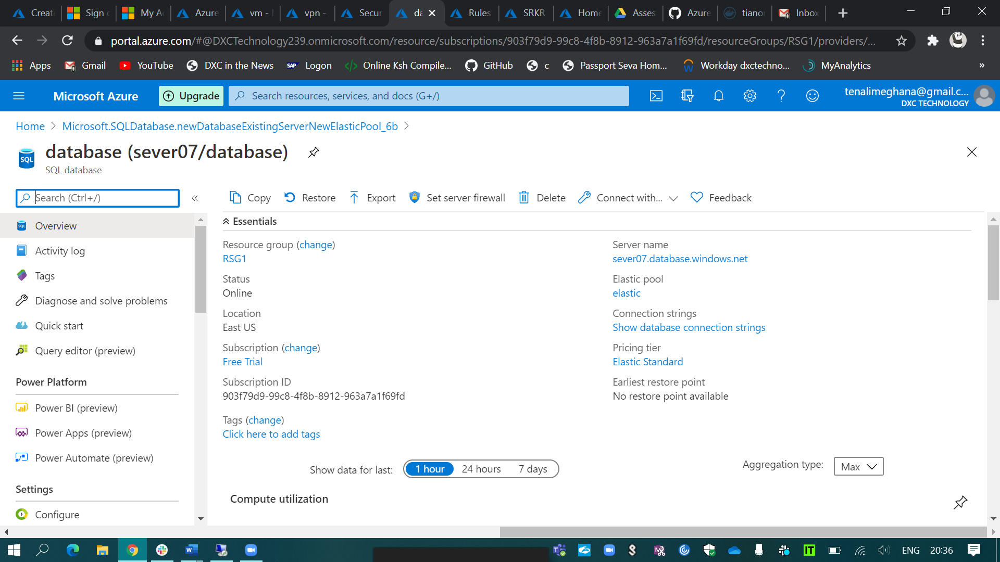 Create
Sign
My Ac
Azure
vm -
vpn -
Secur
da
Rules
SRKR
Home
Asses
Azure
tiano
Inbox
portal.azure.com/#@DXCTechnology239.onmicrosoft.com/resource/subscriptions/903f79d9-99c8-4f8b-8912-963a7a1f69fd/resourceGroups/RSG1/providers/...
Apps
Gmail
YouTube
DXC in the News
SAP Logon
Online Ksh Compile...
GitHub
c
Passport Seva Hom...
Workday dxctechno...
MyAnalytics
»
Microsoft Azure
Upgrade
Search resources, services, and docs (G+/)
tenalimeghana@gmail.c...
DXC TECHNOLOGY
Home > Microsoft.SQLDatabase.newDatabaseExistingServerNewElasticPool_6b >
SQL
database (sever07/database)
SQL database
Search (Ctrl+/)
«
Copy
Restore
Export
Set server firewall
Delete
Connect with...
Feedback
Overview
Activity log
Tags
Diagnose and solve problems
Quick start
Query editor (preview)
Power Platform
Power BI (preview)
Power Apps (preview)
Power Automate (preview)
Settings
Configure
Essentials
Resource group (change)
RSG1
Status
Online
Location
East US
Subscription (change)
Free Trial
Subscription ID
903f79d9-99c8-4f8b-8912-963a7a1f69fd
Tags (change)
Click here to add tags
Server name
sever07.database.windows.net
Elastic pool
elastic
Connection strings
Show database connection strings
Pricing tier
Elastic Standard
Earliest restore point
No restore point available
Show data for last:
1 hour
24 hours
7 days
Aggregation type:
Max
Compute utilization
ENG
20:36